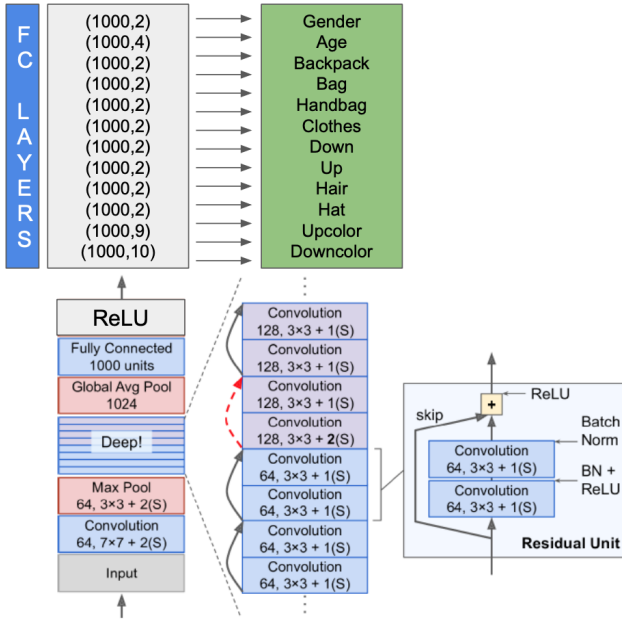 FC LAYERS
(1000,2)
(1000,4)
(1000,2)
(1000,2)
(1000,2)
(1000,2)
(1000,2)
(1000,2)
(1000,2)
(1000,2)
(1000,9)
(1000,10)
Gender
Age
Backpack
Bag
Handbag
Clothes
Down
Up
Hair
Hat
Upcolor
Downcolor
ReLU
Fully Connected
1000 units
Global Avg Pool
1024
Deep!
Max Pool
64, 3×3 + 2(S)
Convolution
64, 7×7 + 2(S)
Input
Convolution
128, 3×3 + 1(S)
Convolution
128, 3×3 + 1(S)
Convolution
128, 3×3 + 1(S)
Convolution
128, 3×3 + 2(S)
Convolution
64, 3×3 + 1(S)
Convolution
64, 3×3 + 1(S)
Convolution
64, 3×3 + 1(S)
Convolution
64, 3×3 + 1(S)
ReLU
+
skip
Batch
Norm
Convolution
64, 3×3 + 1(S)
BN +
ReLU
Convolution
64, 3×3 + 1(S)
Residual Unit